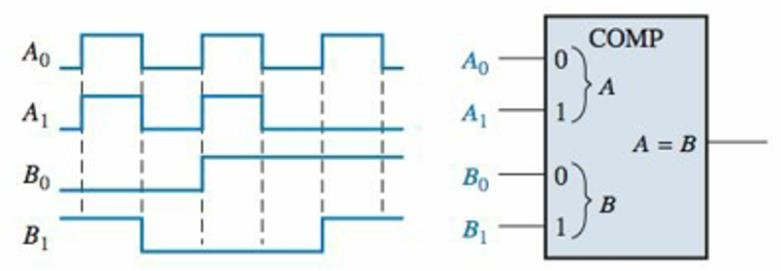 A₀
A₁
B₀
B₁
COMP
A₀ 0
A
A₁ 1
A = B
B₀ 0
B
B₁ 1